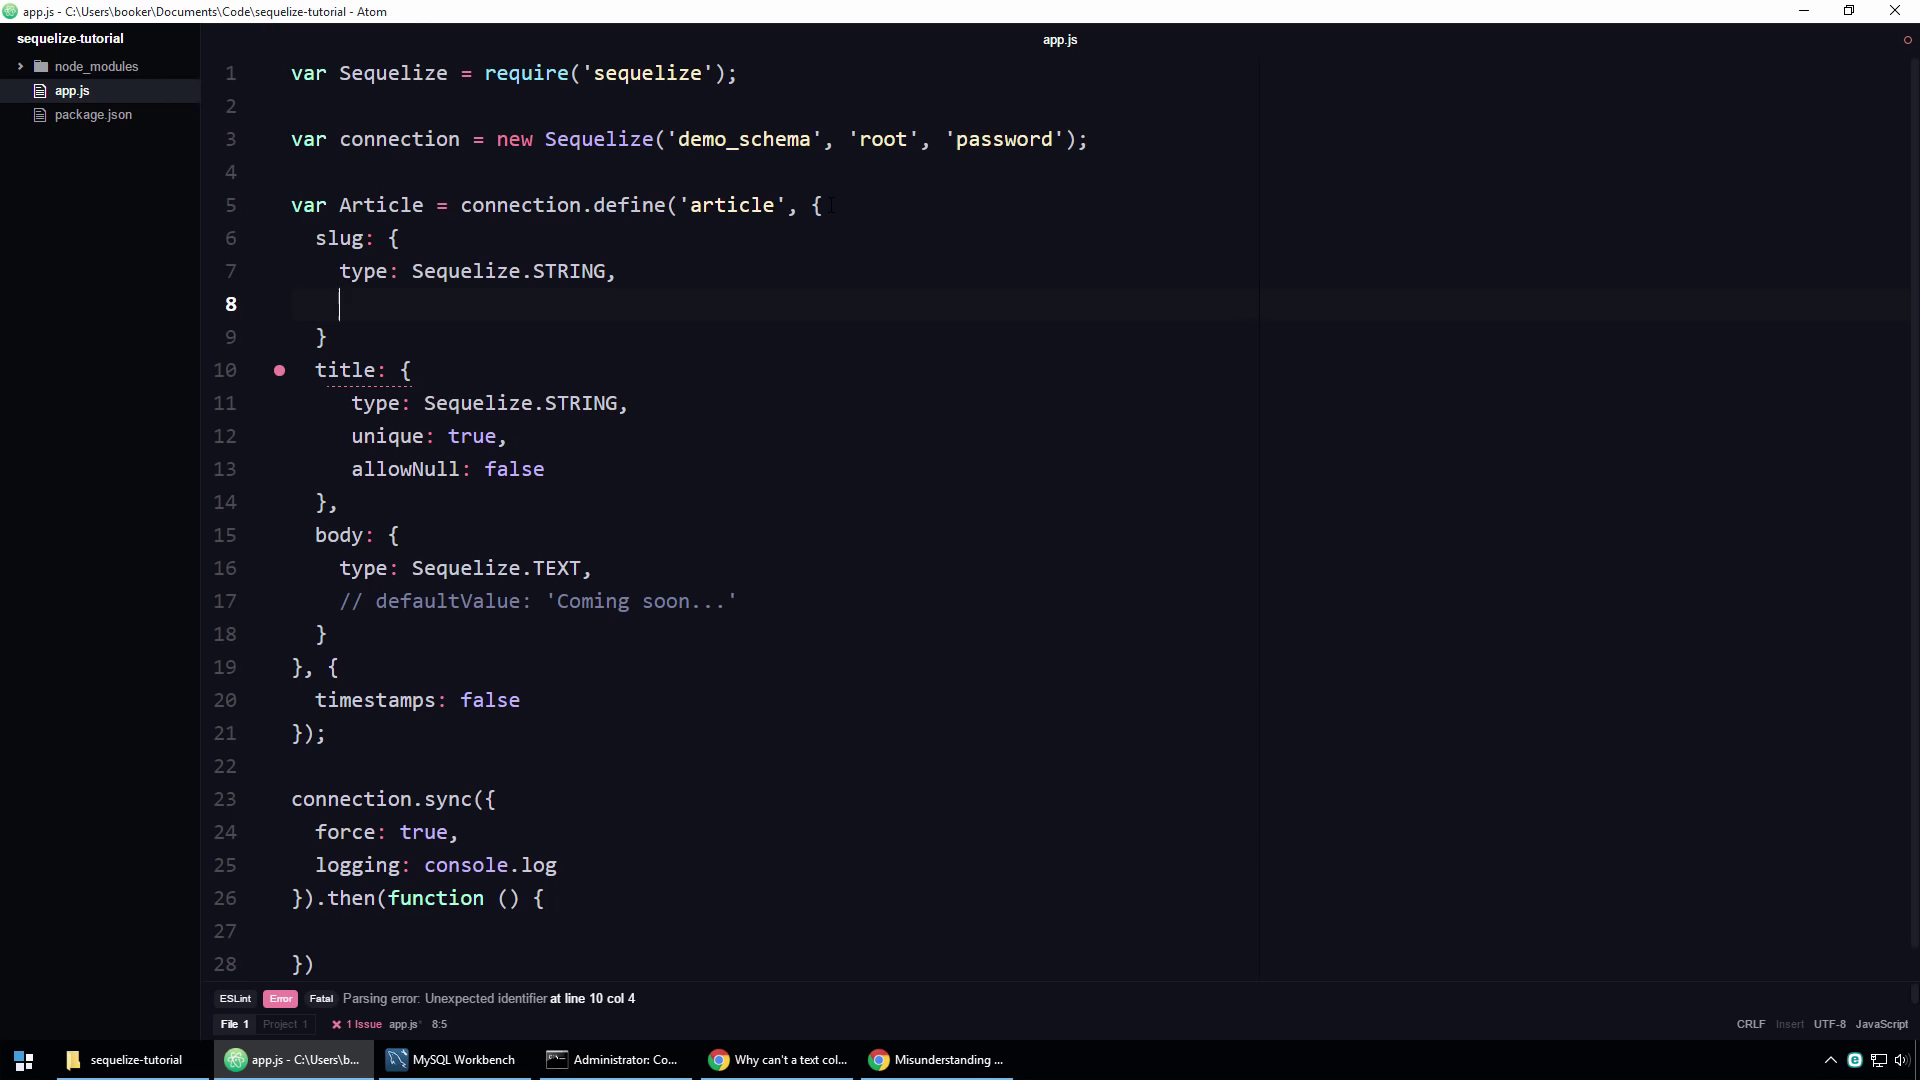 app.js - C:\Users\booker\Documents\Code\sequelize-tutorial - Atom
sequelize-tutorial
node_modules
app.js
package.json
app.js
1 var Sequelize = require('sequelize');
2
3 var connection = new Sequelize('demo_schema', 'root', 'password');
4
5 var Article = connection.define('article', {
6   slug: {
7     type: Sequelize.STRING,
8
9   }
10   title: {
11      type: Sequelize.STRING,
12      unique: true,
13      allowNull: false
14   },
15   body: {
16     type: Sequelize.TEXT,
17     // defaultValue: 'Coming soon...'
18   }
19 }, {
20   timestamps: false
21 });
22
23 connection.sync({
24   force: true,
25   logging: console.log
26 }).then(function () {
27
28 })
ESLint Error Fatal Parsing error: Unexpected identifier at line 10 col 4
File 1 Project 1 1 Issue app.js* 8:5 CRLF Insert UTF-8 JavaScript
sequelize-tutorial app.js - C:\Users\b... MySQL Workbench Administrator: Co... Why can't a text col... Misunderstanding ...